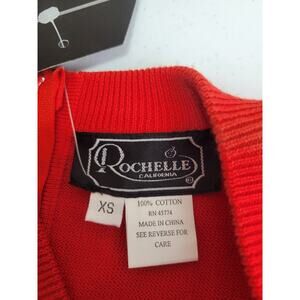 ROCHELLE
CALIFORNIA
XS
100% COTTON
RN 45774
MADE IN CHINA
SEE REVERSE FOR
CARE